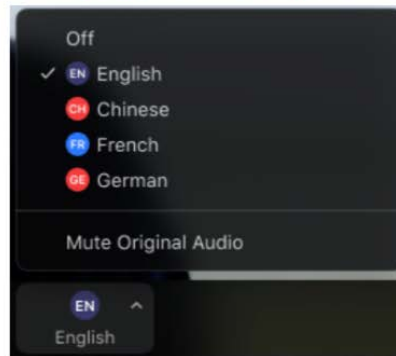 Off
✓ EN English
CH Chinese
FR French
GE German
Mute Original Audio
EN
English